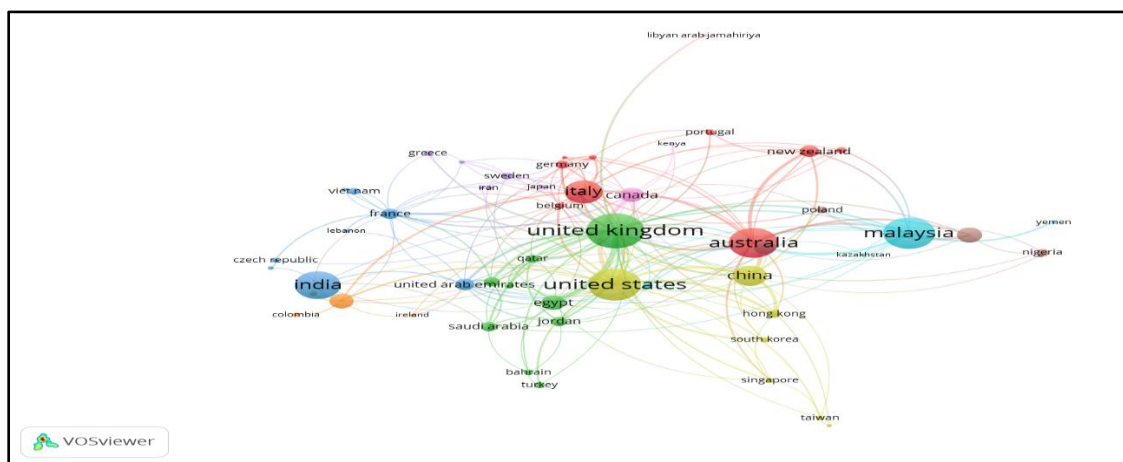 libyan arab jamahiriya
portugal
kenya
new zealand
greece
germany
sweden
iran
japan
italy
canada
viet nam
france
belgium
poland
lebanon
united kingdom
australia
malaysia
yemen
czech republic
qatar
kazakhstan
nigeria
india
united arab emirates
united states
china
colombia
ireland
egypt
hong kong
saudi arabia
jordan
south korea
bahrain
turkey
singapore
taiwan
VOSviewer